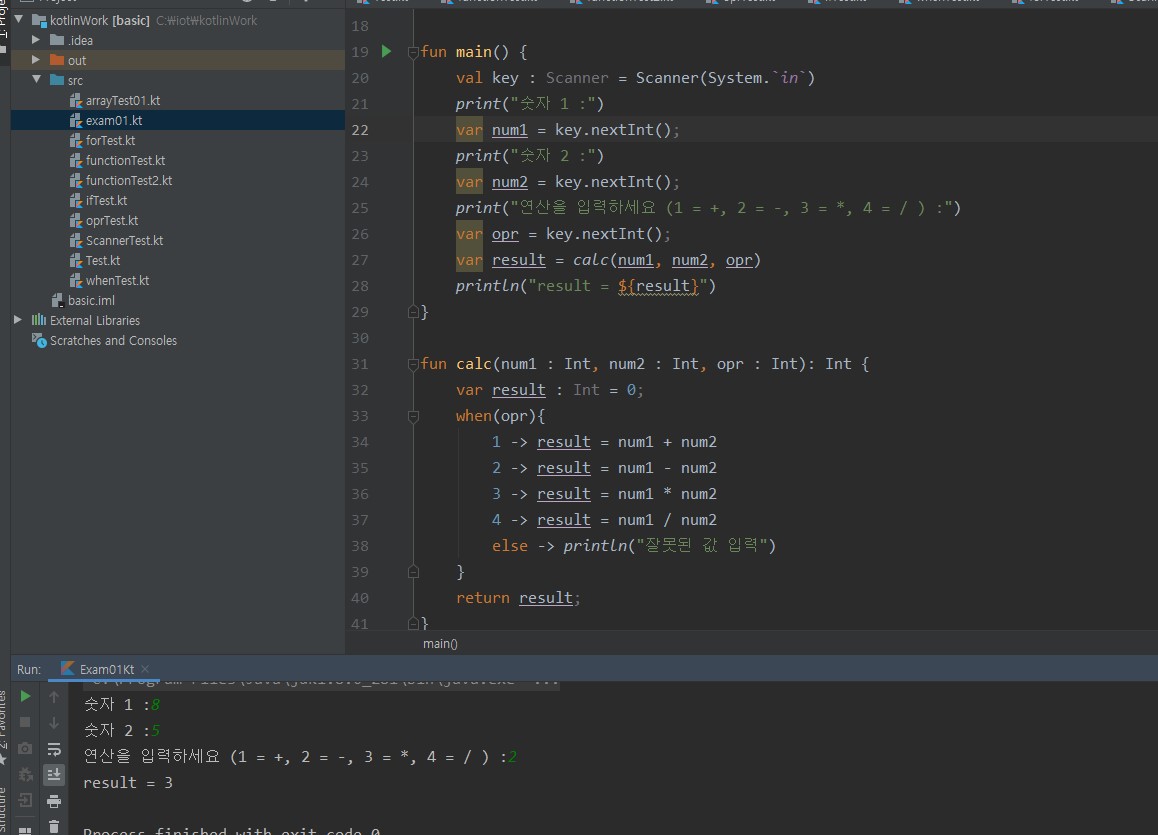 kotlinWork [basic] C:₩iot₩kotlinWork
.idea
out
src
arrayTest01.kt
exam01.kt
forTest.kt
functionTest.kt
functionTest2.kt
ifTest.kt
oprTest.kt
ScannerTest.kt
Test.kt
whenTest.kt
basic.iml
External Libraries
Scratches and Consoles
18
19 fun main() {
20 val key : Scanner = Scanner(System.`in`)
21 print("숫자 1 :")
22 var num1 = key.nextInt();
23 print("숫자 2 :")
24 var num2 = key.nextInt();
25 print("연산을 입력하세요 (1 = +, 2 = -, 3 = *, 4 = / ) :")
26 var opr = key.nextInt();
27 var result = calc(num1, num2, opr)
28 println("result = ${result}")
29 }
30
31 fun calc(num1 : Int, num2 : Int, opr : Int): Int {
32 var result : Int = 0;
33 when(opr){
34 1 -> result = num1 + num2
35 2 -> result = num1 - num2
36 3 -> result = num1 * num2
37 4 -> result = num1 / num2
38 else -> println("잘못된 값 입력")
39 }
40 return result;
41 }
main()
Run: Exam01Kt
숫자 1 :8
숫자 2 :5
연산을 입력하세요 (1 = +, 2 = -, 3 = *, 4 = / ) :2
result = 3
Process finished with exit code 0
2: Favorites